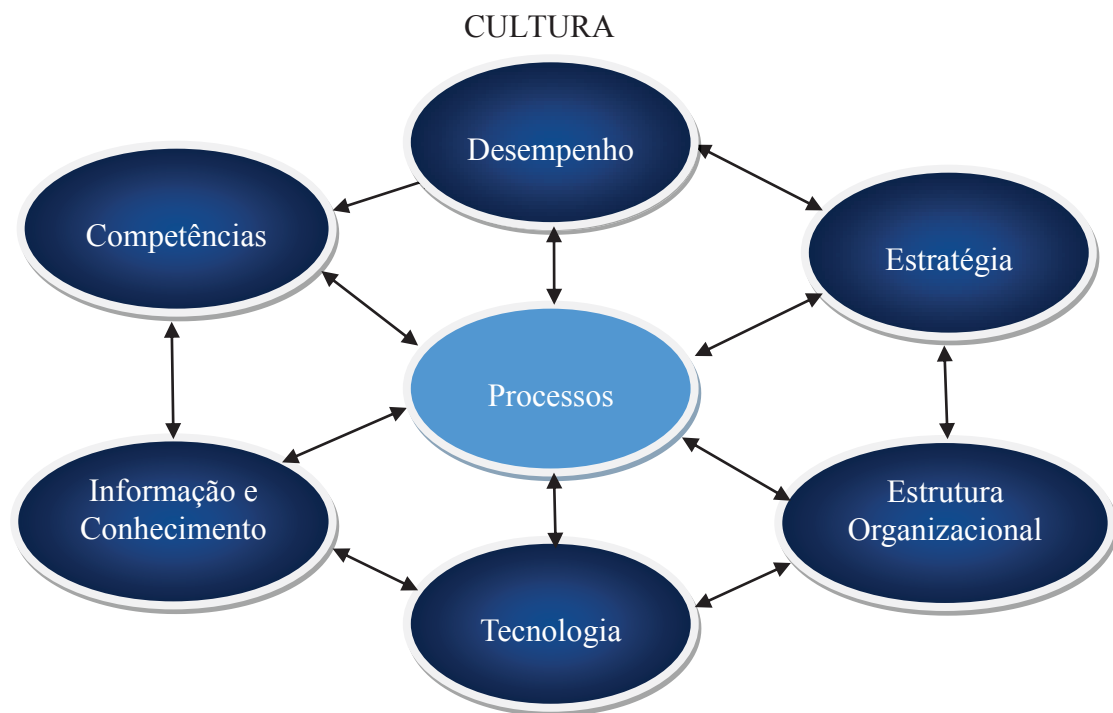 CULTURA
Desempenho
Competências
Estratégia
Processos
Informação e
Conhecimento
Estrutura
Organizacional
Tecnologia